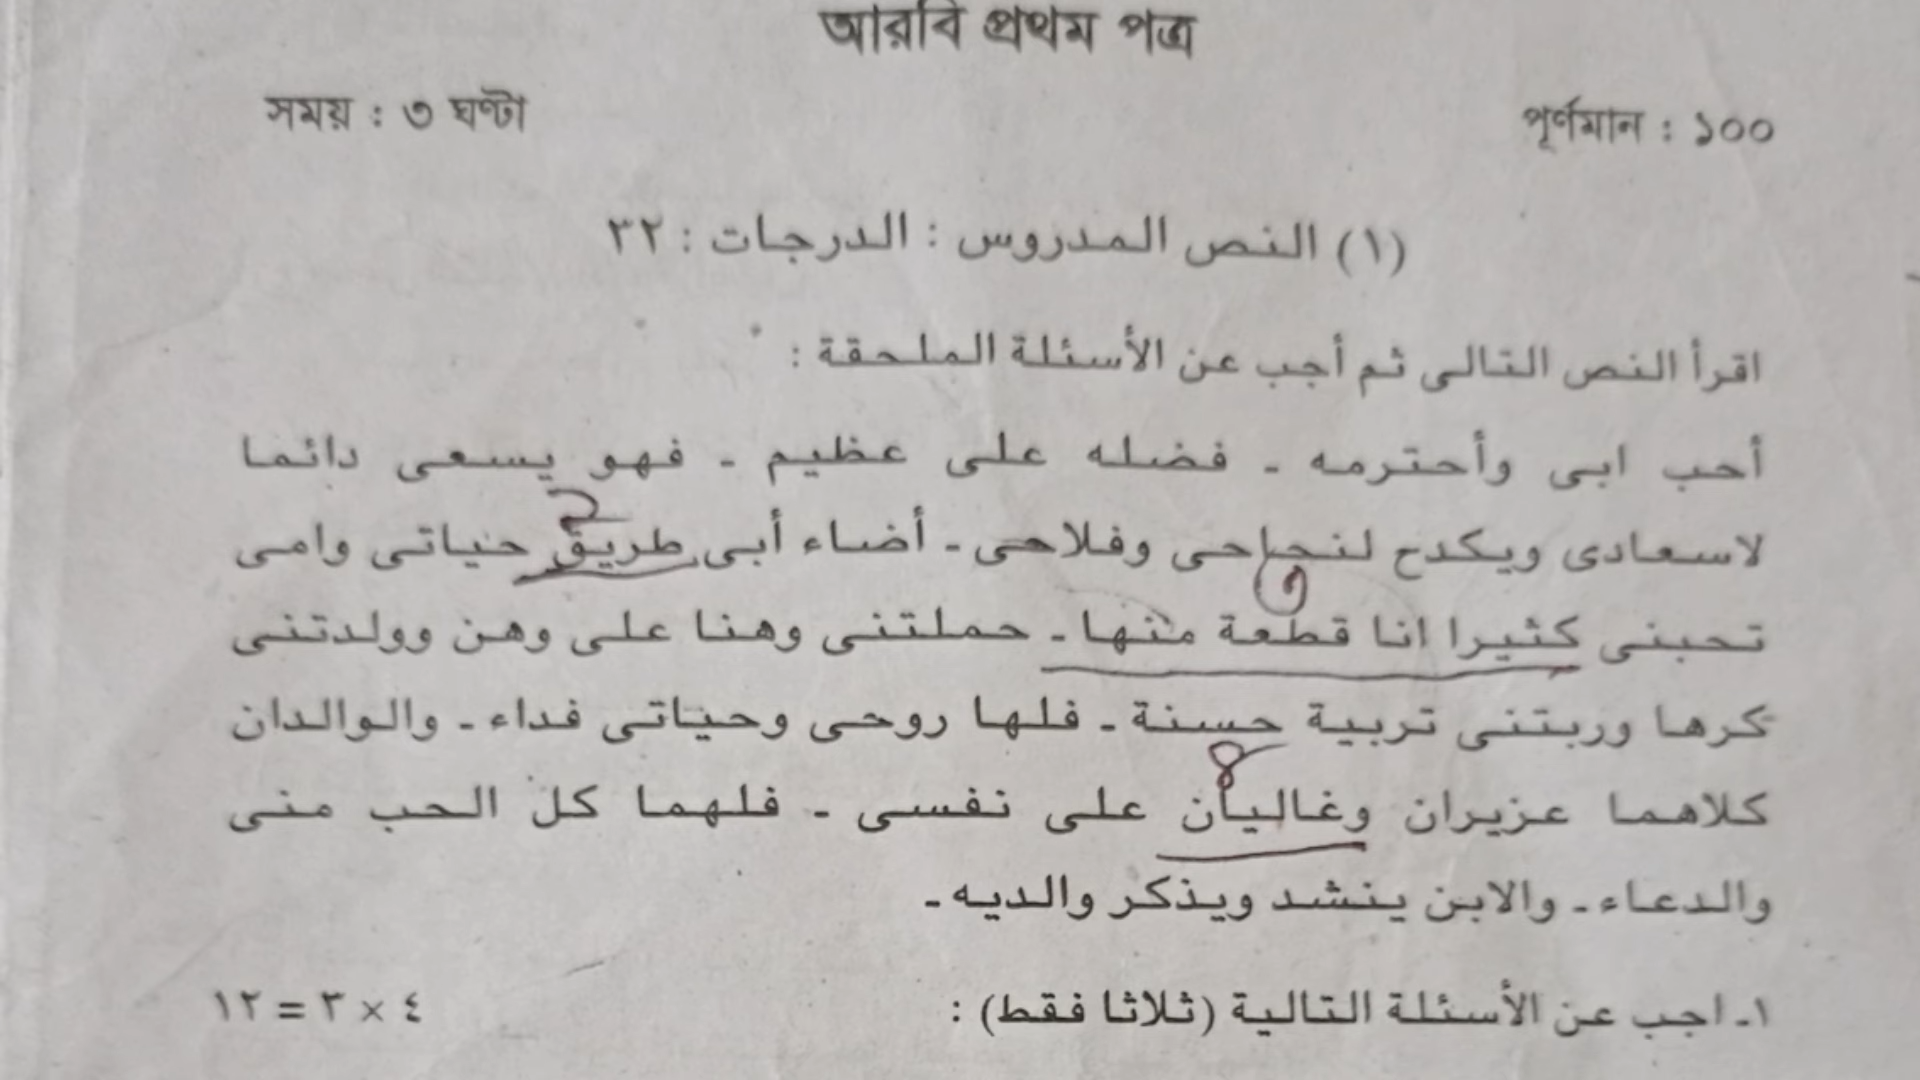 আরবি প্রথম পত্র
সময় : ৩ ঘণ্টা
পূর্ণমান : ১০০
(١) النص المدروس : الدرجات : ٣٢
اقرأ النص التالى ثم أجب عن الأسئلة الملحقة :
أحب ابى وأحترمه ـ فضله على عظيم ـ فهو يسعى دائما
لاسعادى ويكدح لنجاحى وفلاحى ـ أضاء أبى طريق حياتى وامى
تحبنى كثيرا انا قطعة منها ـ حملتنى وهنا على وهن وولدتنى
كرها وربتنى تربية حسنة ـ فلها روحى وحياتى فداء ـ والوالدان
كلاهما عزيران وغاليان على نفسى ـ فلهما كل الحب منى
والدعاء ـ والابن ينشد ويذكر والديه ـ
١ـ اجب عن الأسئلة التالية (ثلاثا فقط) :
٤ × ٣ = ١٢